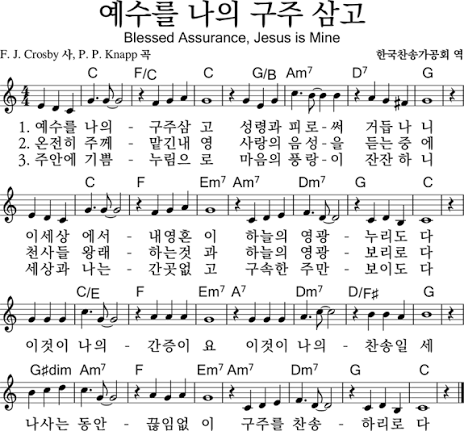 예수를 나의 구주 삼고
Blessed Assurance, Jesus is Mine
F. J. Crosby 사, P. P. Knapp 곡 한국찬송가공회 역
C F/C C G/B Am7 D7 G
1. 예수를 나의 - 구주삼 고 성령과 피로 - 써 거듭 나 니
2. 온전히 주께 - 맡긴내 영 사랑의 음성 - 을 듣는 중 에
3. 주안에 기쁨 - 누림으 로 마음의 풍랑 - 이 잔잔 하 니
C F Em7 Am7 Dm7 G C
이세상 에서 - 내영혼 이 하늘의 영광 - 누리도 다
천사들 왕래 - 하는것 과 하늘의 영광 - 보리로 다
세상과 나는 - 간곳없 고 구속한 주만 - 보이도 다
C/E F Em7 A7 Dm7 D/F# G
이것이 나의 - 간증이 요 이것이 나의 - 찬송일 세
G#dim Am7 F Em7 Am7 Dm7 G C
나사는 동안 - 끊임없 이 구주를 찬송 - 하리로 다